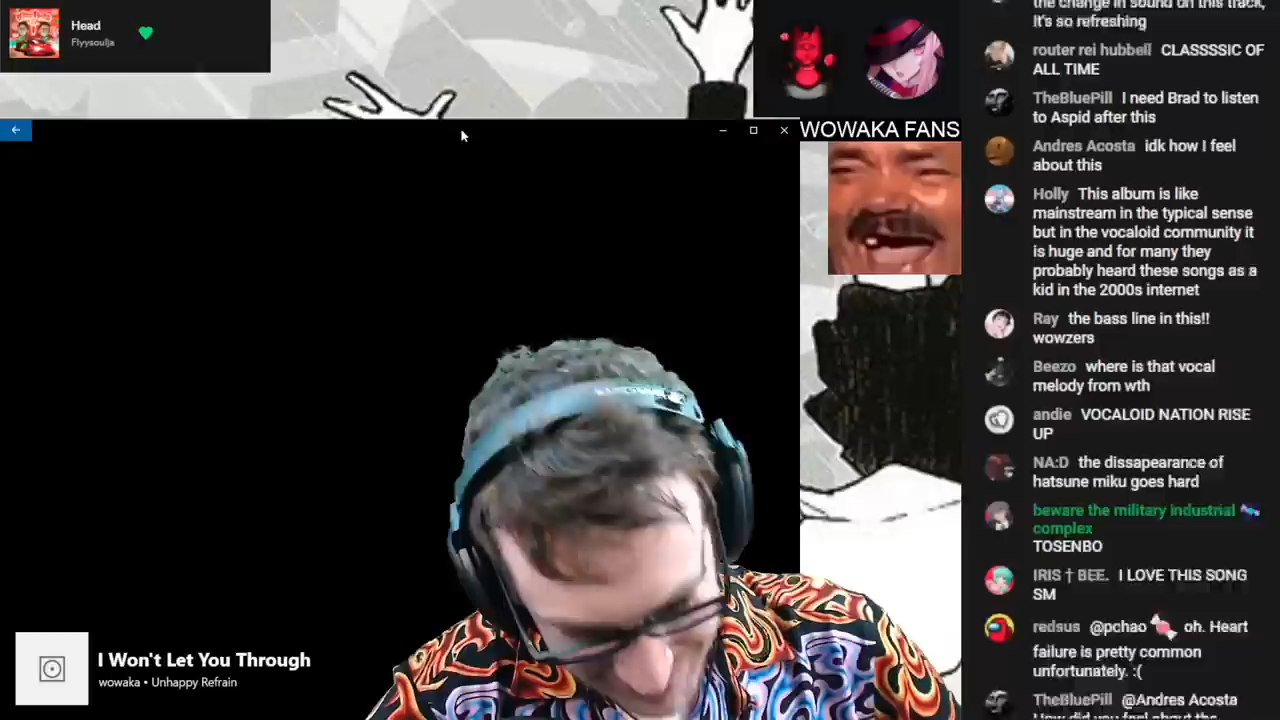 Head
Flyysoulja
WOWAKA FANS
I Won't Let You Through
wowaka • Unhappy Refrain
the change in sound on this track,
It's so refreshing
router rei hubbell CLASSSSIC OF
ALL TIME
TheBluePill I need Brad to listen
to Aspid after this
Andres Acosta idk how I feel
about this
Holly This album is like
mainstream in the typical sense
but in the vocaloid community it
is huge and for many they
probably heard these songs as a
kid in the 2000s internet
Ray the bass line in this!!
wowzers
Beezo where is that vocal
melody from wth
andie VOCALOID NATION RISE
UP
NA:D the dissapearance of
hatsune miku goes hard
beware the military industrial
complex
TOSENBO
IRIS † BEE. I LOVE THIS SONG
SM
redsus @pchao 🍬 oh. Heart
failure is pretty common
unfortunately. :(
TheBluePill @Andres Acosta
How did you feel about the